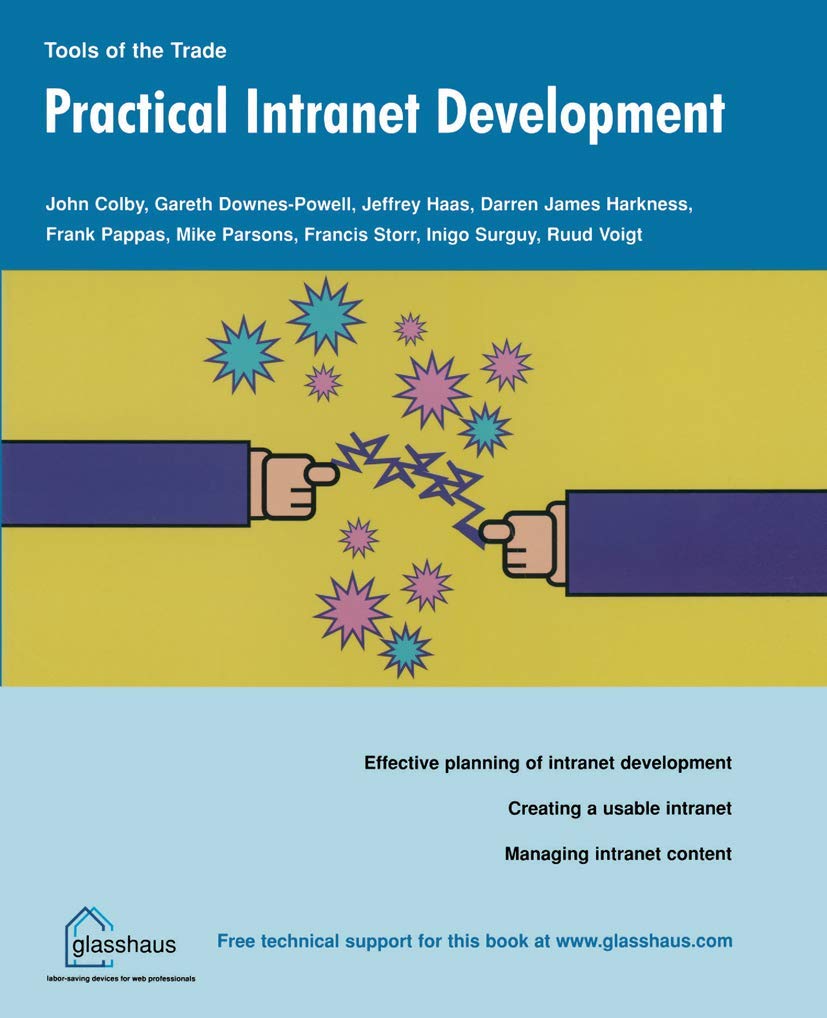 Tools of the Trade
Practical Intranet Development
John Colby, Gareth Downes-Powell, Jeffrey Haas, Darren James Harkness,
Frank Pappas, Mike Parsons, Francis Storr, Inigo Surguy, Ruud Voigt
Effective planning of intranet development
Creating a usable intranet
Managing intranet content
glasshaus
labor-saving devices for web professionals
Free technical support for this book at www.glasshaus.com